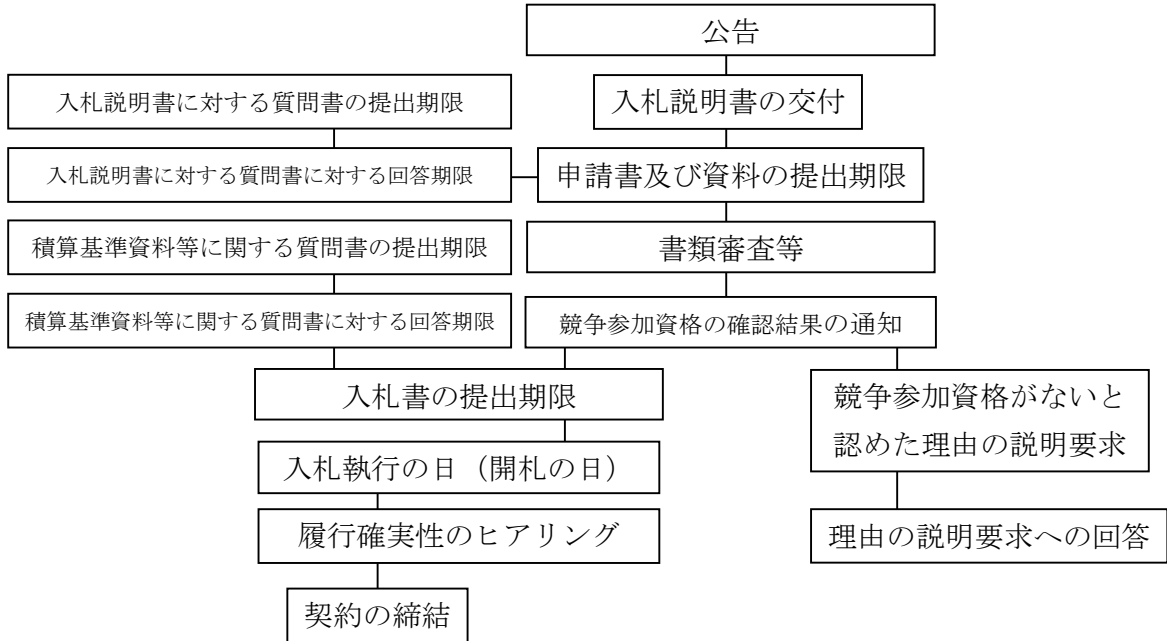 公告
入札説明書に対する質問書の提出期限
入札説明書の交付
入札説明書に対する質問書に対する回答期限
申請書及び資料の提出期限
積算基準資料等に関する質問書の提出期限
書類審査等
積算基準資料等に関する質問書に対する回答期限
競争参加資格の確認結果の通知
入札書の提出期限
競争参加資格がないと
認めた理由の説明要求
入札執行の日（開札の日）
履行確実性のヒアリング
理由の説明要求への回答
契約の締結